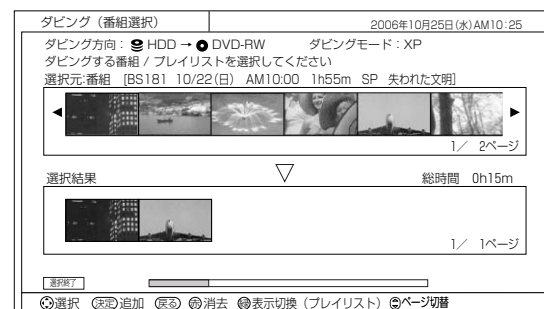 ダビング（番組選択） 2006年10月25日(水)AM10:25
ダビング方向： HDD → DVD-RW ダビングモード：XP
ダビングする番組 / プレイリストを選択してください
選択元:番組 [BS181 10/22(日) AM10:00 1h55m SP 失われた文明]
1／ 2ページ
選択結果 総時間 0h15m
1／ 1ページ
選択終了
選択 決定 追加 戻る 赤 消去 緑 表示切換（プレイリスト） ページ切替